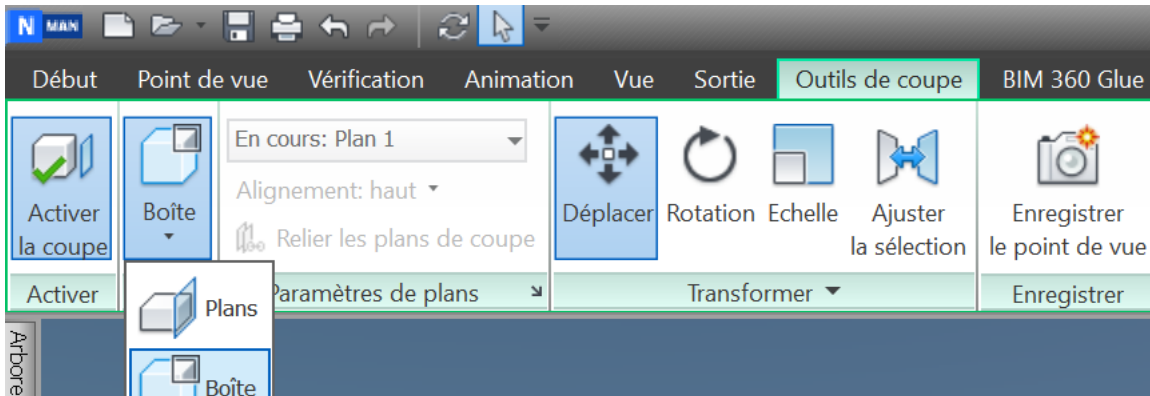 N MAN
Début Point de vue Vérification Animation Vue Sortie Outils de coupe BIM 360 Glue
En cours: Plan 1
Alignement: haut
Relier les plans de coupe
Activer
la coupe
Boîte
Déplacer
Rotation
Echelle
Ajuster
la sélection
Enregistrer
le point de vue
Activer
Paramètres de plans
Transformer
Enregistrer
Plans
Boîte
Arbore